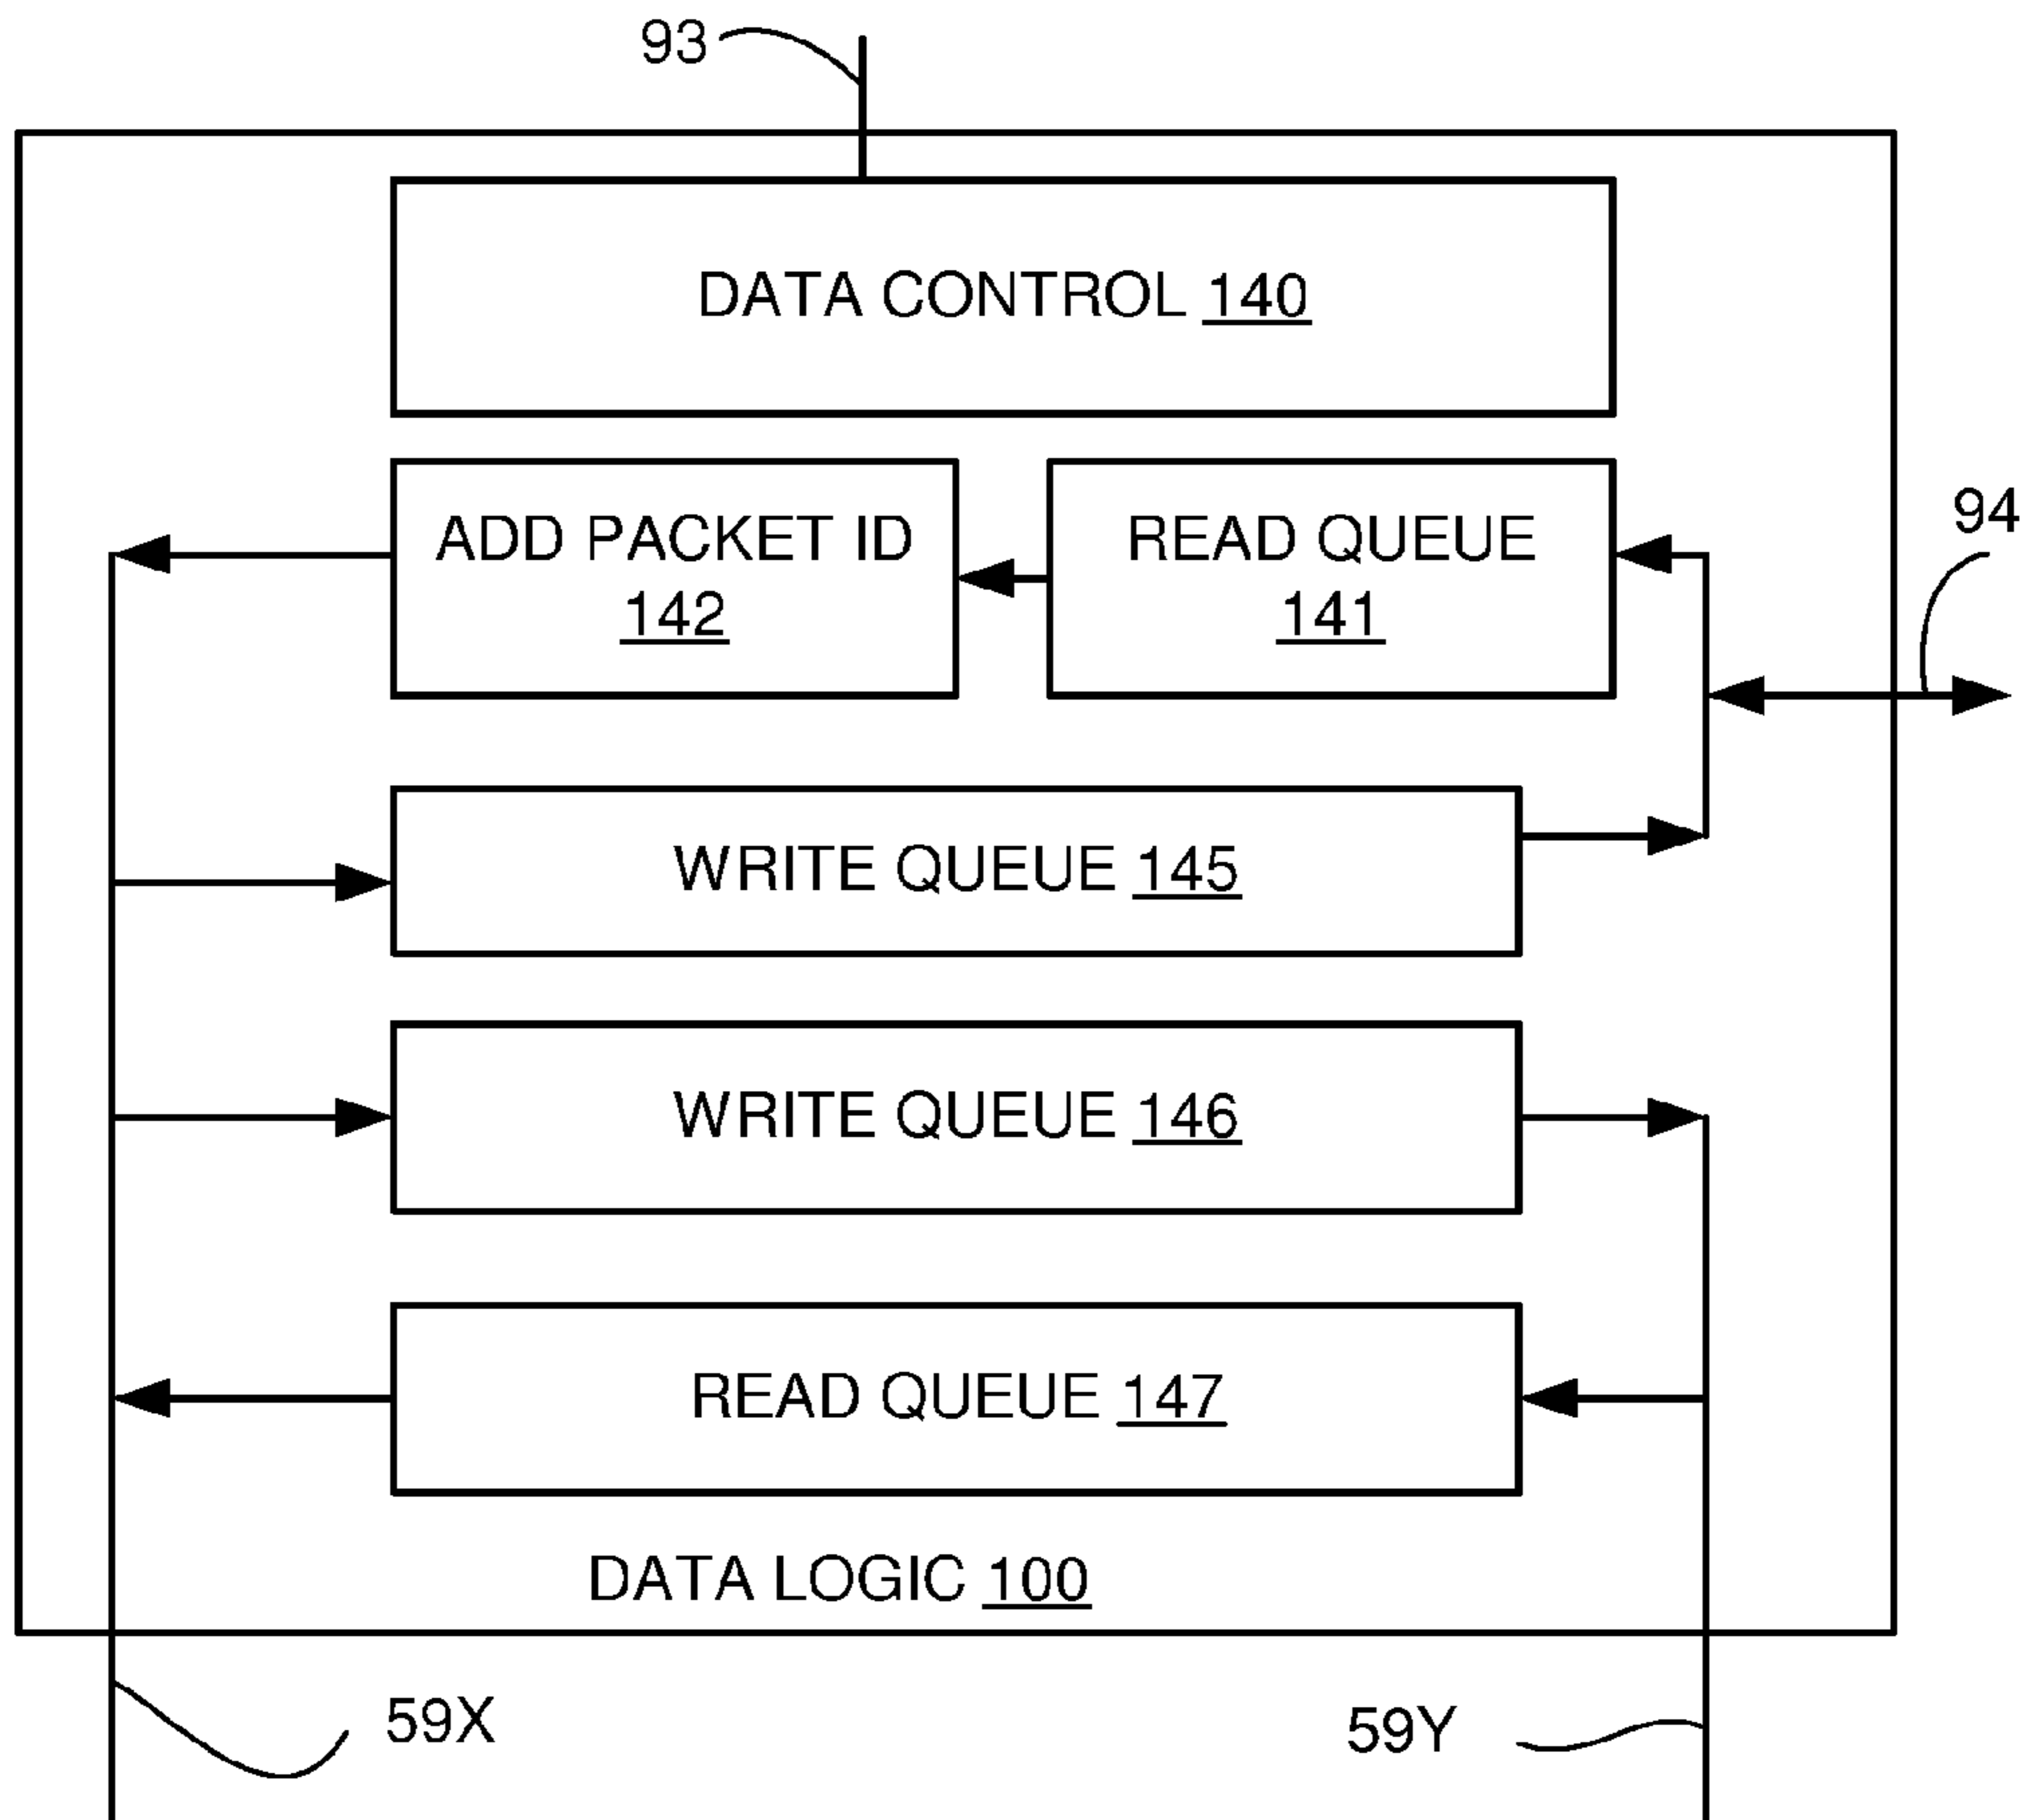 93
DATA CONTROL 140
ADD PACKET ID
142
READ QUEUE
141
94
WRITE QUEUE 145
WRITE QUEUE 146
READ QUEUE 147
DATA LOGIC 100
59X
59Y